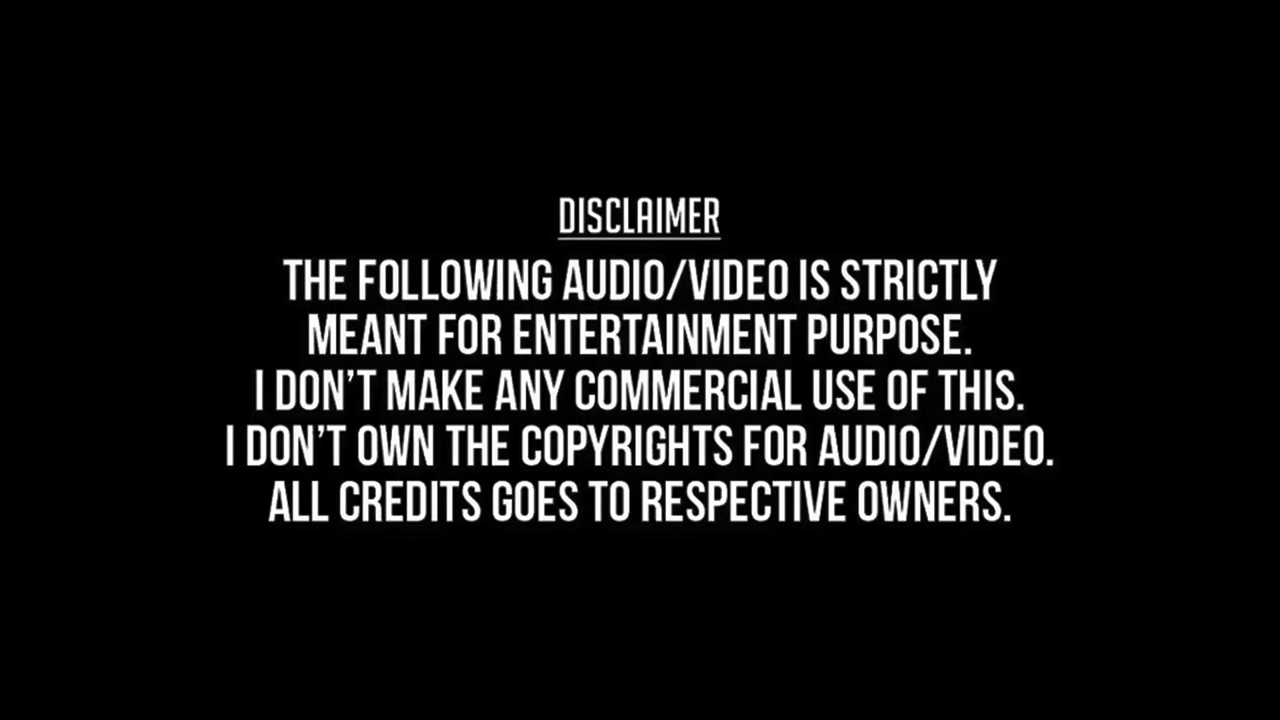 DISCLAIMER
THE FOLLOWING AUDIO/VIDEO IS STRICTLY
MEANT FOR ENTERTAINMENT PURPOSE.
I DON'T MAKE ANY COMMERCIAL USE OF THIS.
I DON'T OWN THE COPYRIGHTS FOR AUDIO/VIDEO.
ALL CREDITS GOES TO RESPECTIVE OWNERS.